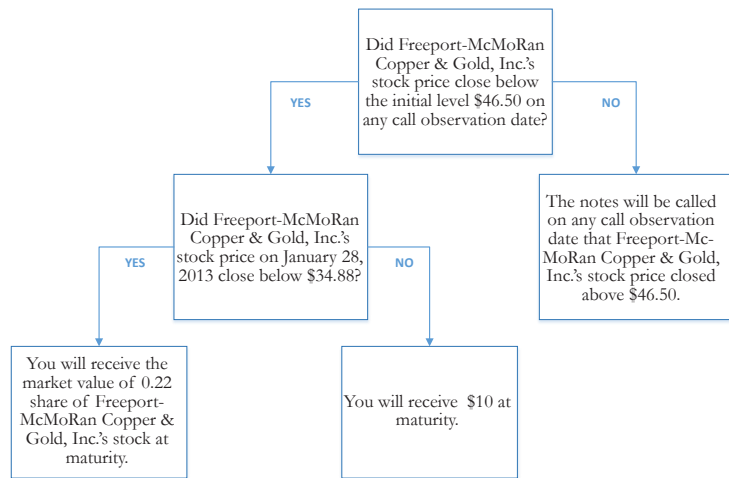 Did Freeport-McMoRan
Copper & Gold, Inc.'s
stock price close below
the initial level $46.50 on
any call observation date?
YES
NO
Did Freeport-McMoRan
Copper & Gold, Inc.'s
stock price on January 28,
2013 close below $34.88?
The notes will be called
on any call observation
date that Freeport-Mc-
MoRan Copper & Gold,
Inc.'s stock price closed
above $46.50.
YES
NO
You will receive the
market value of 0.22
share of Freeport-
McMoRan Copper &
Gold, Inc.'s stock at
maturity.
You will receive $10 at
maturity.